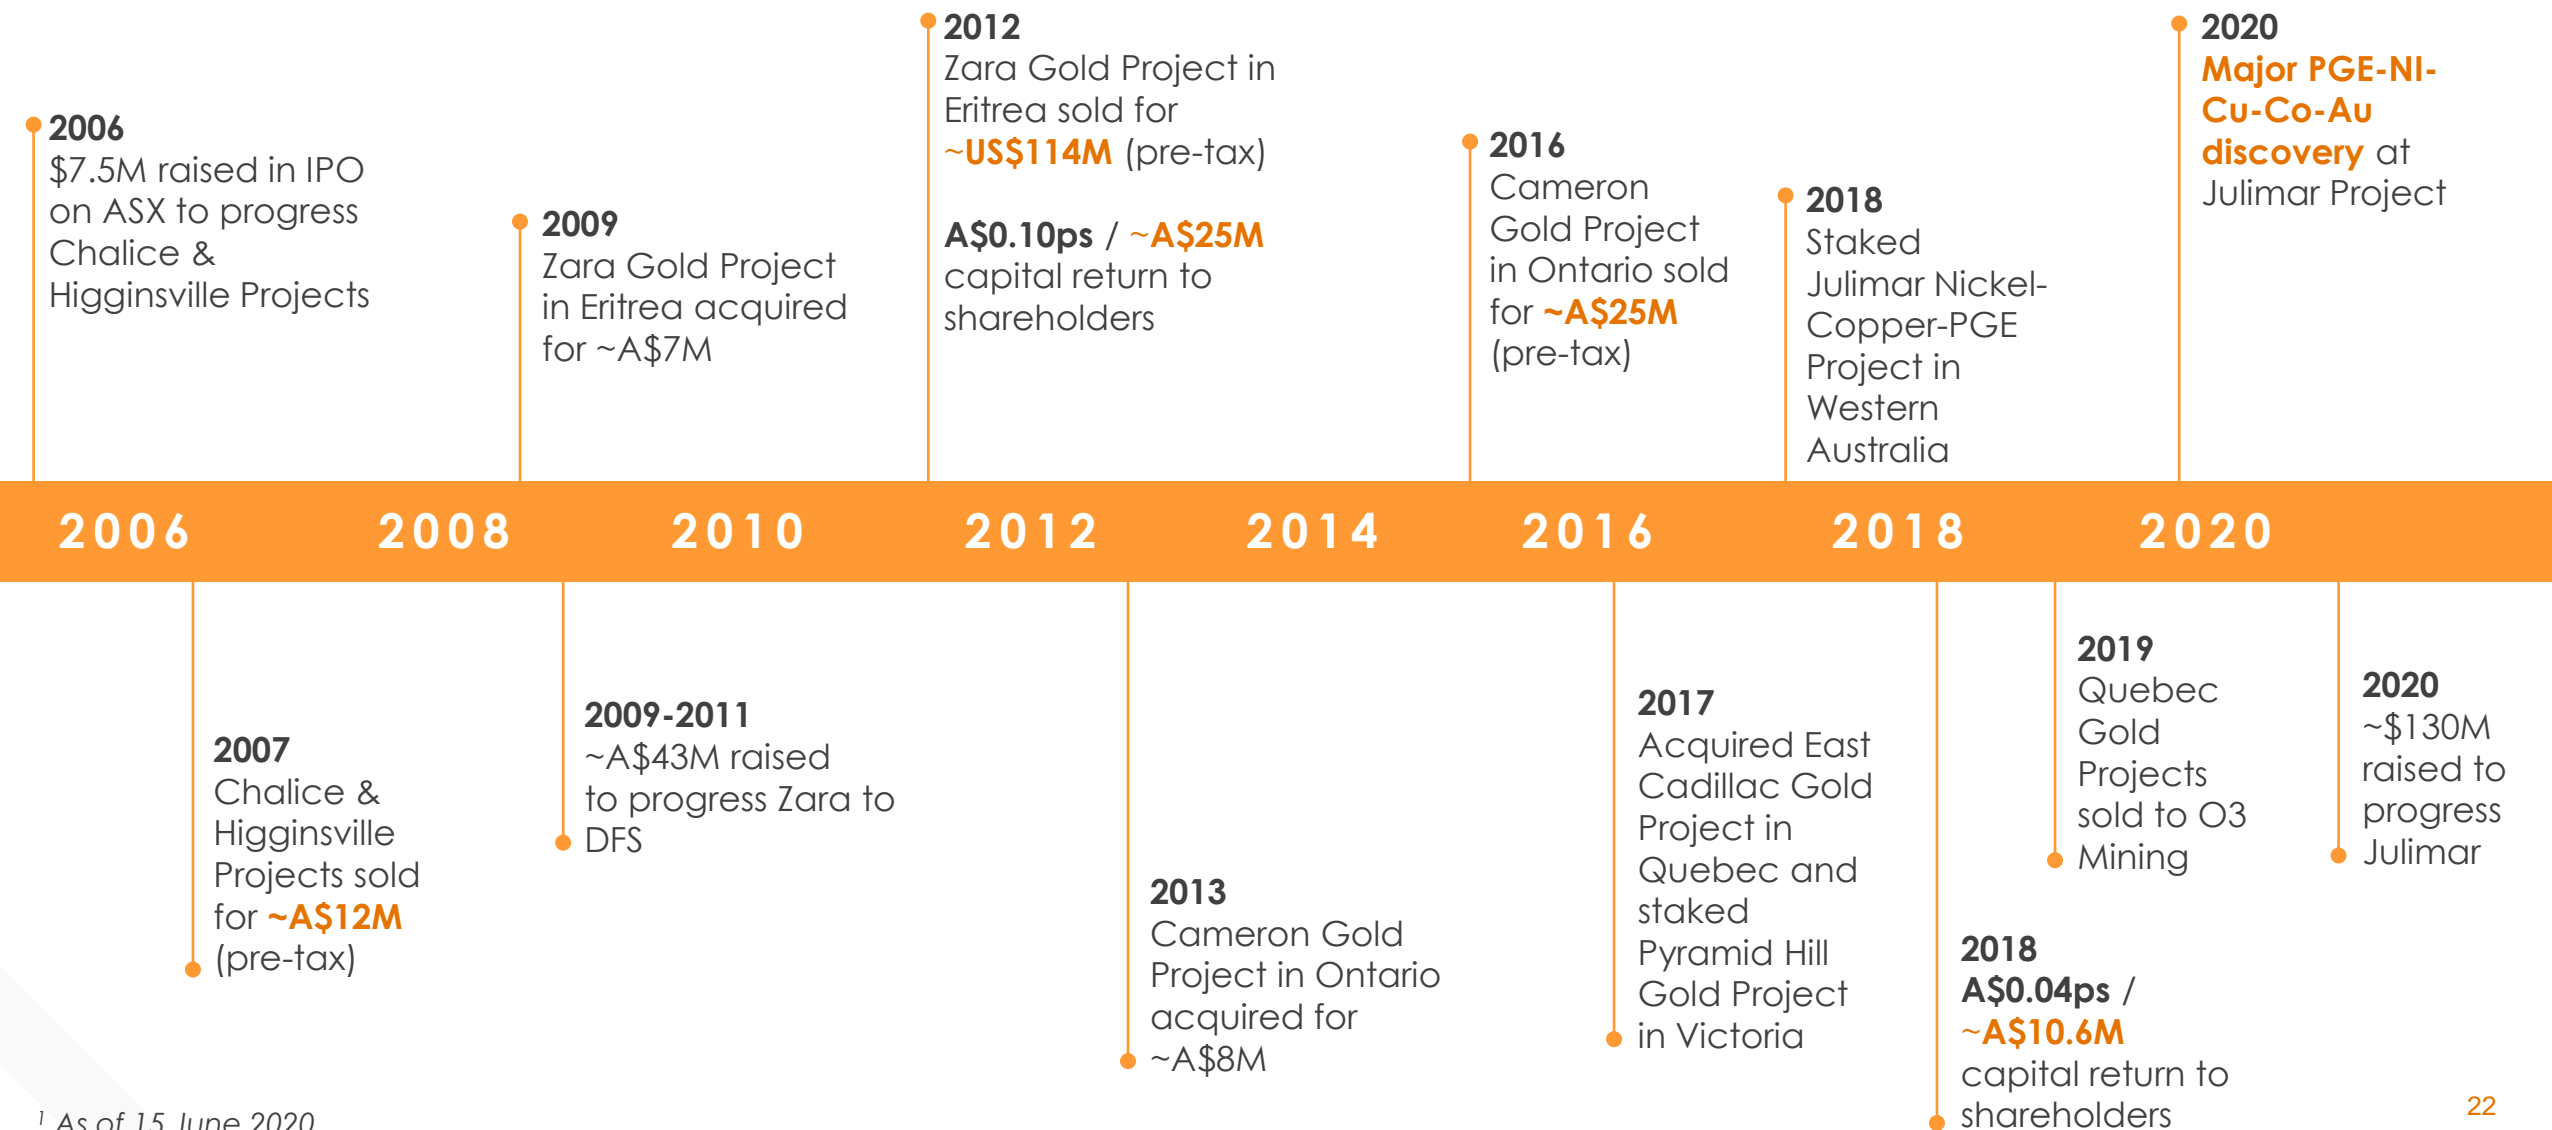 2006
$7.5M raised in IPO
on ASX to progress
Chalice &
Higginsville Projects
2009
Zara Gold Project
in Eritrea acquired
for ~A$7M
2012
Zara Gold Project in
Eritrea sold for
~US$114M (pre-tax)
A$0.10ps / ~A$25M
capital return to
shareholders
2016
Cameron
Gold Project
in Ontario sold
for ~A$25M
(pre-tax)
2018
Staked
Julimar Nickel-
Copper-PGE
Project in
Western
Australia
2020
Major PGE-NI-
Cu-Co-Au
discovery at
Julimar Project
2006 2008 2010 2012 2014 2016 2018 2020
2007
Chalice &
Higginsville
Projects sold
for ~A$12M
(pre-tax)
2009-2011
~A$43M raised
to progress Zara to
DFS
2013
Cameron Gold
Project in Ontario
acquired for
~A$8M
2017
Acquired East
Cadillac Gold
Project in
Quebec and
staked
Pyramid Hill
Gold Project
in Victoria
2018
A$0.04ps /
~A$10.6M
capital return to
shareholders
2019
Quebec
Gold
Projects
sold to O3
Mining
2020
~$130M
raised to
progress
Julimar
1 As of 15 June 2020
22